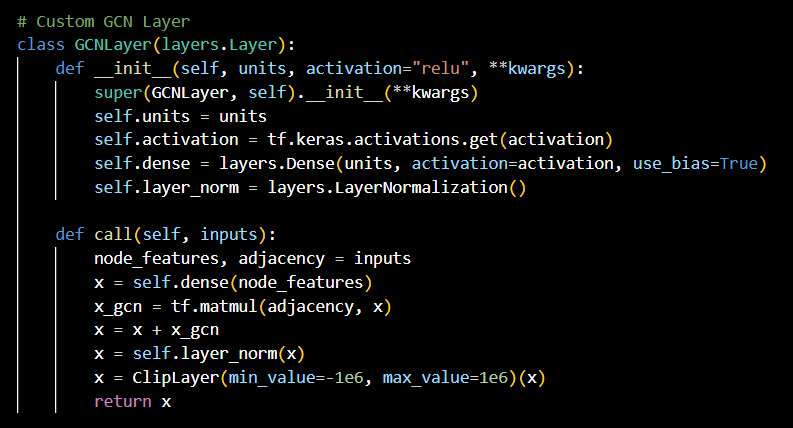 # Custom GCN Layer
class GCNLayer(layers.Layer):
    def __init__(self, units, activation="relu", **kwargs):
        super(GCNLayer, self).__init__(**kwargs)
        self.units = units
        self.activation = tf.keras.activations.get(activation)
        self.dense = layers.Dense(units, activation=activation, use_bias=True)
        self.layer_norm = layers.LayerNormalization()

    def call(self, inputs):
        node_features, adjacency = inputs
        x = self.dense(node_features)
        x_gcn = tf.matmul(adjacency, x)
        x = x + x_gcn
        x = self.layer_norm(x)
        x = ClipLayer(min_value=-1e6, max_value=1e6)(x)
        return x